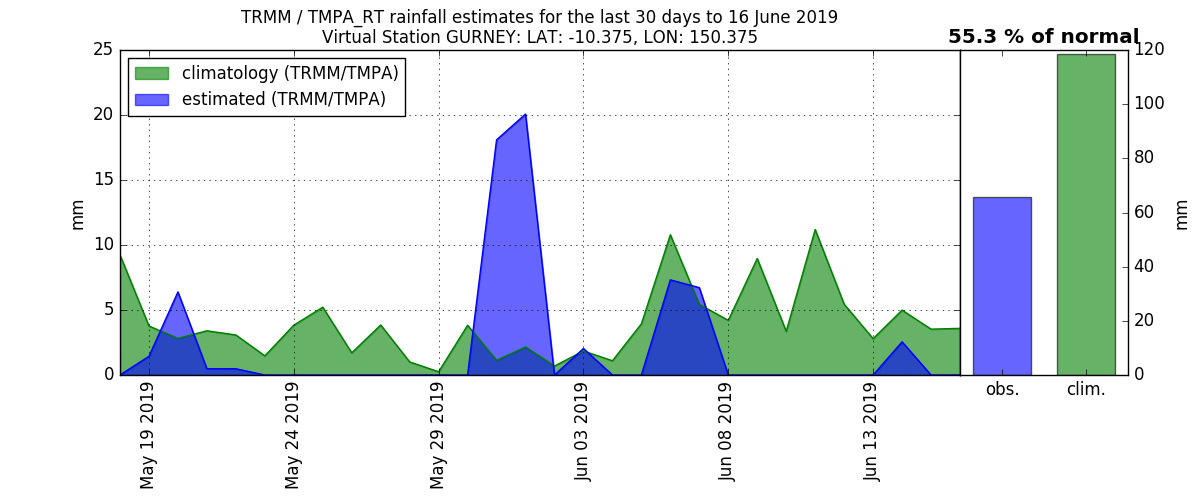 TRMM / TMPA_RT rainfall estimates for the last 30 days to 16 June 2019
Virtual Station GURNEY: LAT: -10.375, LON: 150.375
55.3 % of normal
climatology (TRMM/TMPA)
estimated (TRMM/TMPA)
25
20
15
10
5
0
mm
May 19 2019
May 24 2019
May 29 2019
Jun 03 2019
Jun 08 2019
Jun 13 2019
120
100
80
60
40
20
0
mm
obs.
clim.